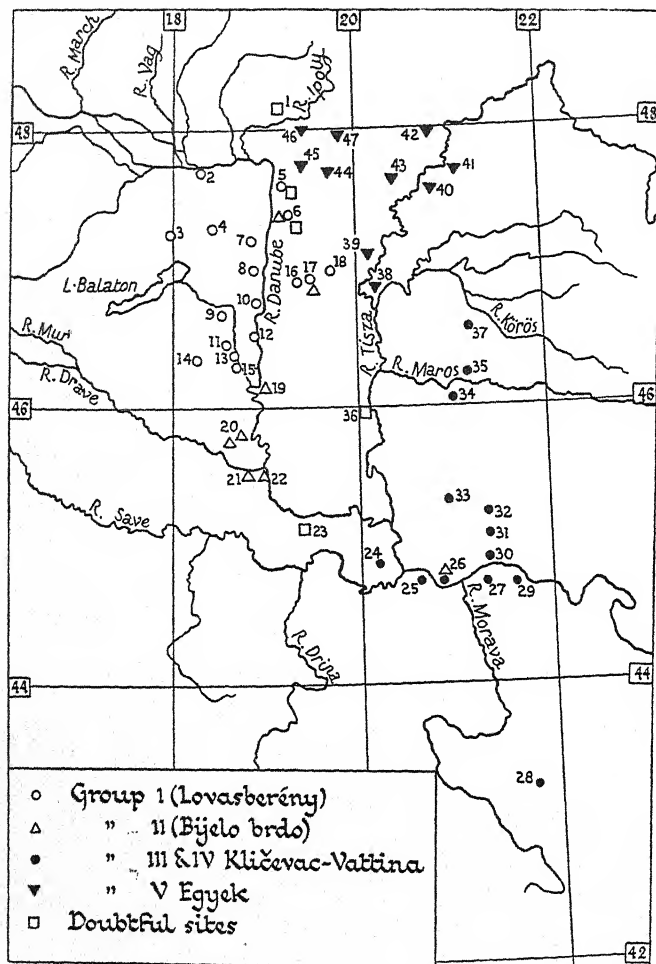 18 20 22
R. March
R. Vag
R. Ipoly
1
48 48
46 47 42
2
45 44 43 41
5 40
6
3 4 7
39
8 16 17 18
L. Balaton
R. Danube
10 38
9
R. Tisza
R. Körös
37
12
11
13
14 15
R. Mur
R. Drave
R. Maros
35
19 34
46 36 46
20
21 22
33
32
R. Save
23
31
24 30
26
25 27 29
R. Drina
R. Morava
44 44
28
Group I (Lovasberény)
" II (Bijelo brdo)
" III & IV Kličevac-Vattina
" V Egyek
Doubtful sites
42